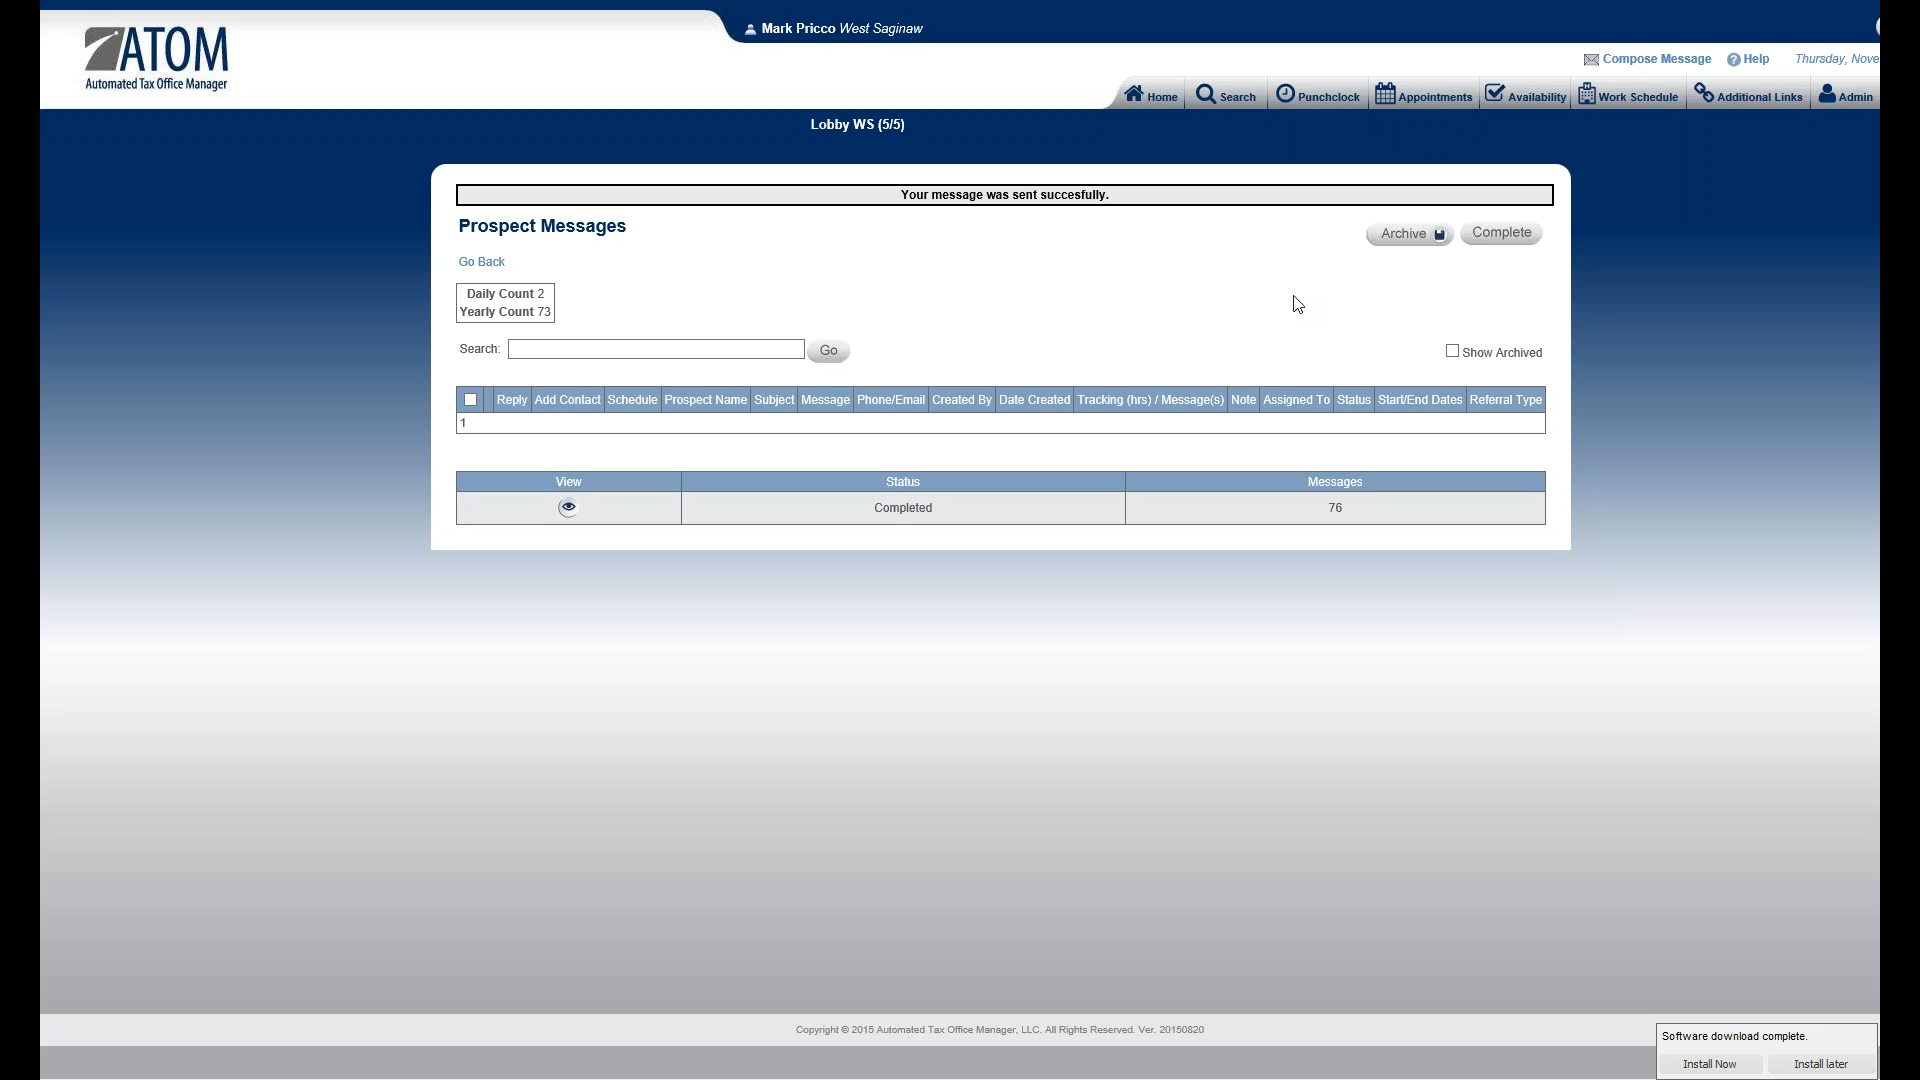 ATOM
Automated Tax Office Manager
Mark Pricco West Saginaw
Compose Message Help Thursday, Nove
Home Search Punchclock Appointments Availability Work Schedule Additional Links Admin
Lobby WS (5/5)
Your message was sent succesfully.
Prospect Messages
Archive Complete
Go Back
Daily Count 2
Yearly Count 73
Search: Go
Show Archived
Reply Add Contact Schedule Prospect Name Subject Message Phone/Email Created By Date Created Tracking (hrs) / Message(s) Note Assigned To Status Start/End Dates Referral Type
1
View Status Messages
Completed 76
Copyright © 2015 Automated Tax Office Manager, LLC. All Rights Reserved. Ver. 20150820
Software download complete.
Install Now Install later